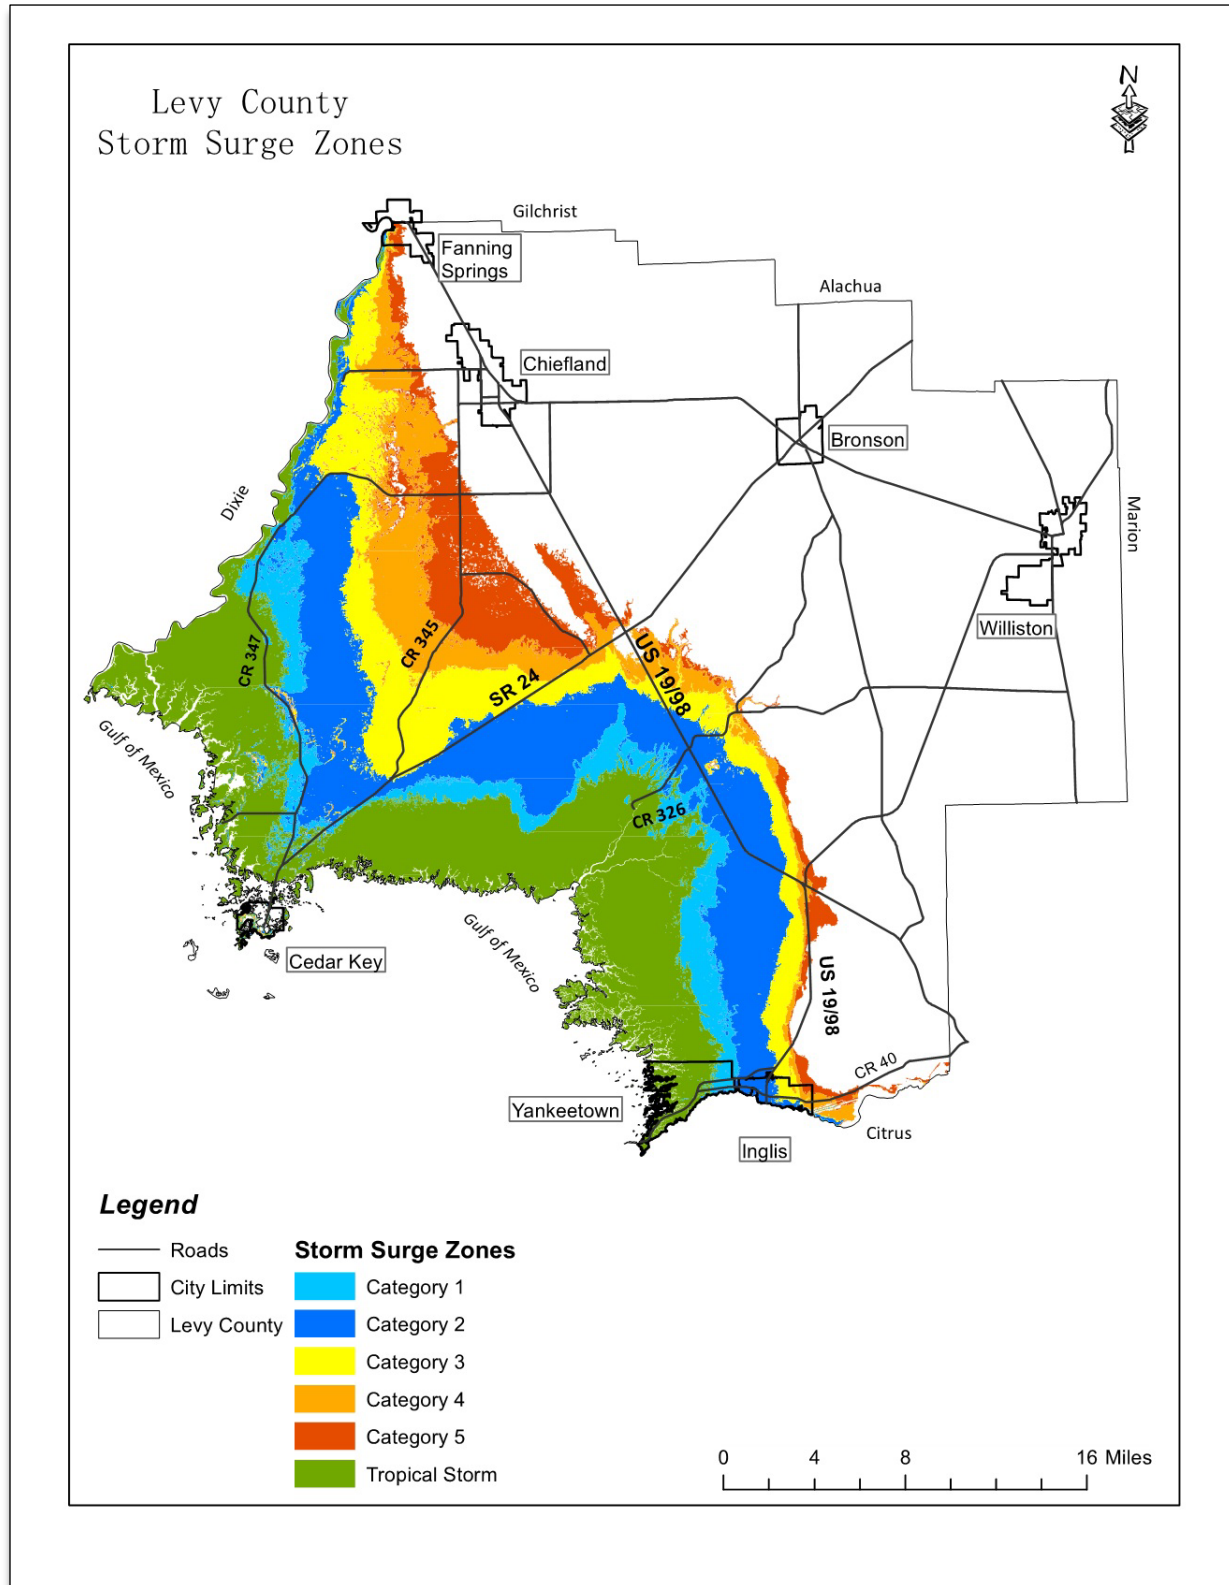 Levy County
Storm Surge Zones
N
Gilchrist
Fanning
Springs
Alachua
Chiefland
Bronson
Dixie
Marion
Williston
CR 347
CR 345
SR 24
US 19/98
Gulf of Mexico
CR 326
Gulf of Mexico
Cedar Key
US 19/98
CR 40
Yankeetown
Citrus
Inglis
Legend
Roads
City Limits
Levy County
Storm Surge Zones
Category 1
Category 2
Category 3
Category 4
Category 5
Tropical Storm
0 4 8 16 Miles